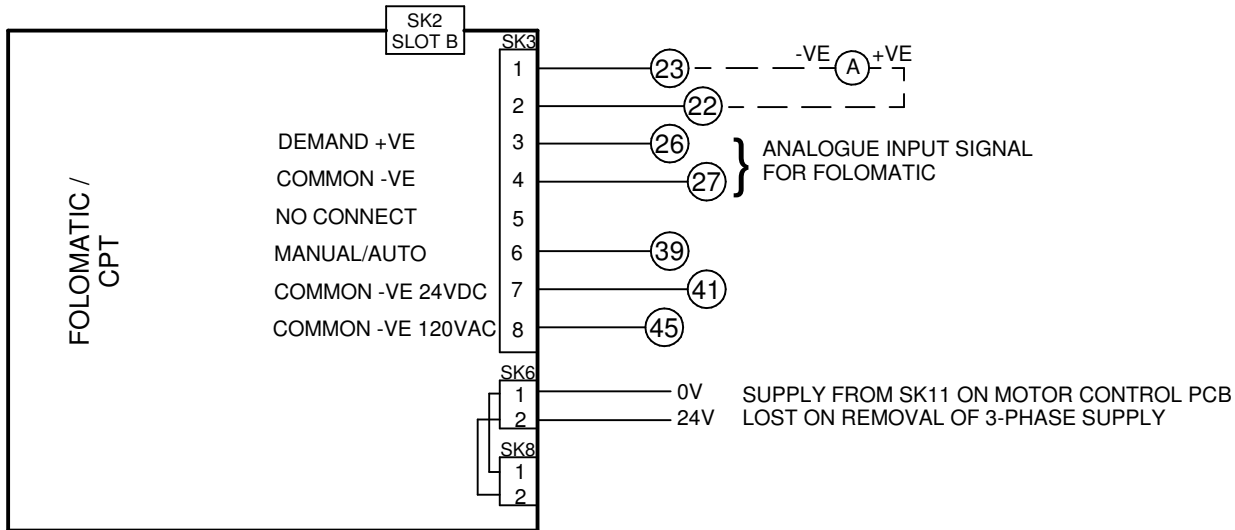 SK2
SLOT B
SK3
1 23 -VE A +VE
2 22
DEMAND +VE 3 26
COMMON -VE 4 27
ANALOGUE INPUT SIGNAL
FOR FOLOMATIC
NO CONNECT 5
MANUAL/AUTO 6 39
COMMON -VE 24VDC 7 41
COMMON -VE 120VAC 8 45
FOLOMATIC /
CPT
SK6
1 0V SUPPLY FROM SK11 ON MOTOR CONTROL PCB
2 24V LOST ON REMOVAL OF 3-PHASE SUPPLY
SK8
1
2